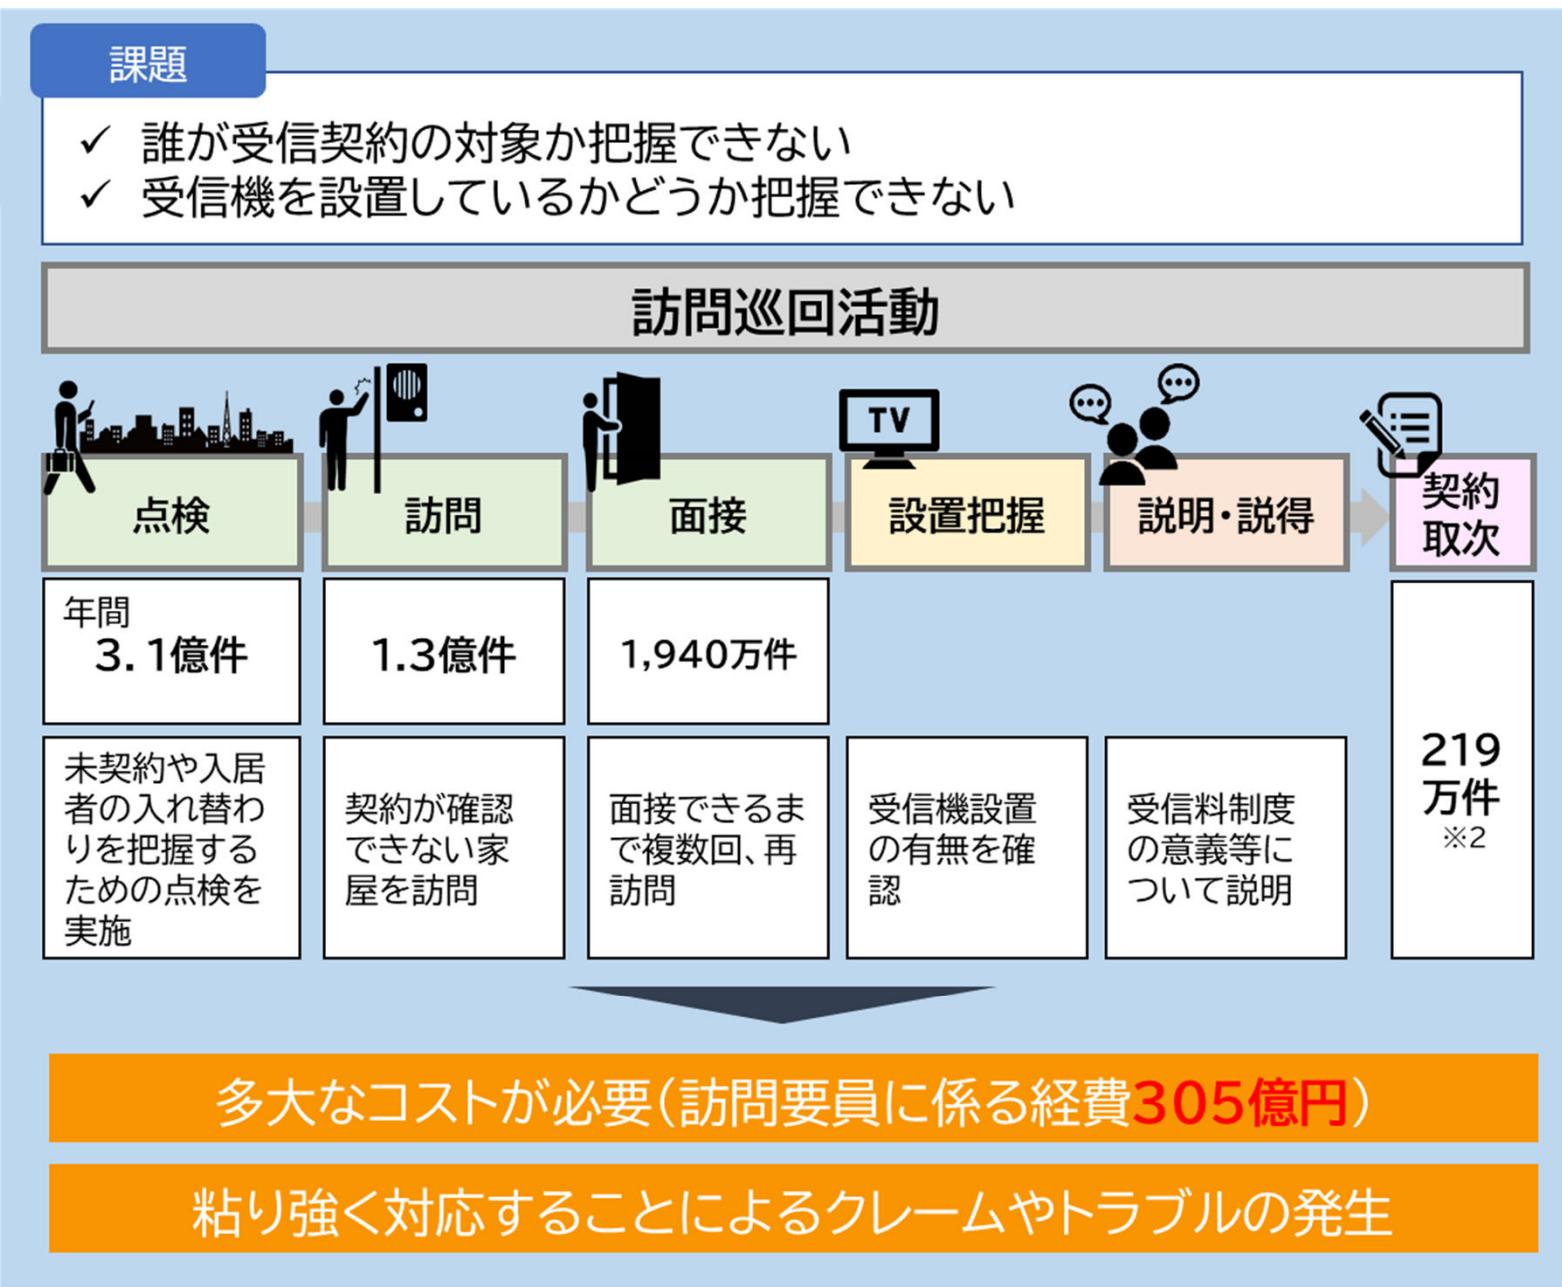 課題
✓ 誰が受信契約の対象か把握できない
✓ 受信機を設置しているかどうか把握できない
訪問巡回活動
TV
点検
訪問
面接
設置把握
説明・説得
契約
取次
年間
3.1億件
1.3億件
1,940万件
未契約や入居
者の入れ替わ
りを把握する
ための点検を
実施
契約が確認
できない家
屋を訪問
面接できるま
で複数回、再
訪問
受信機設置
の有無を確
認
受信料制度
の意義等に
ついて説明
219
万件
※2
多大なコストが必要(訪問要員に係る経費305億円)
粘り強く対応することによるクレームやトラブルの発生